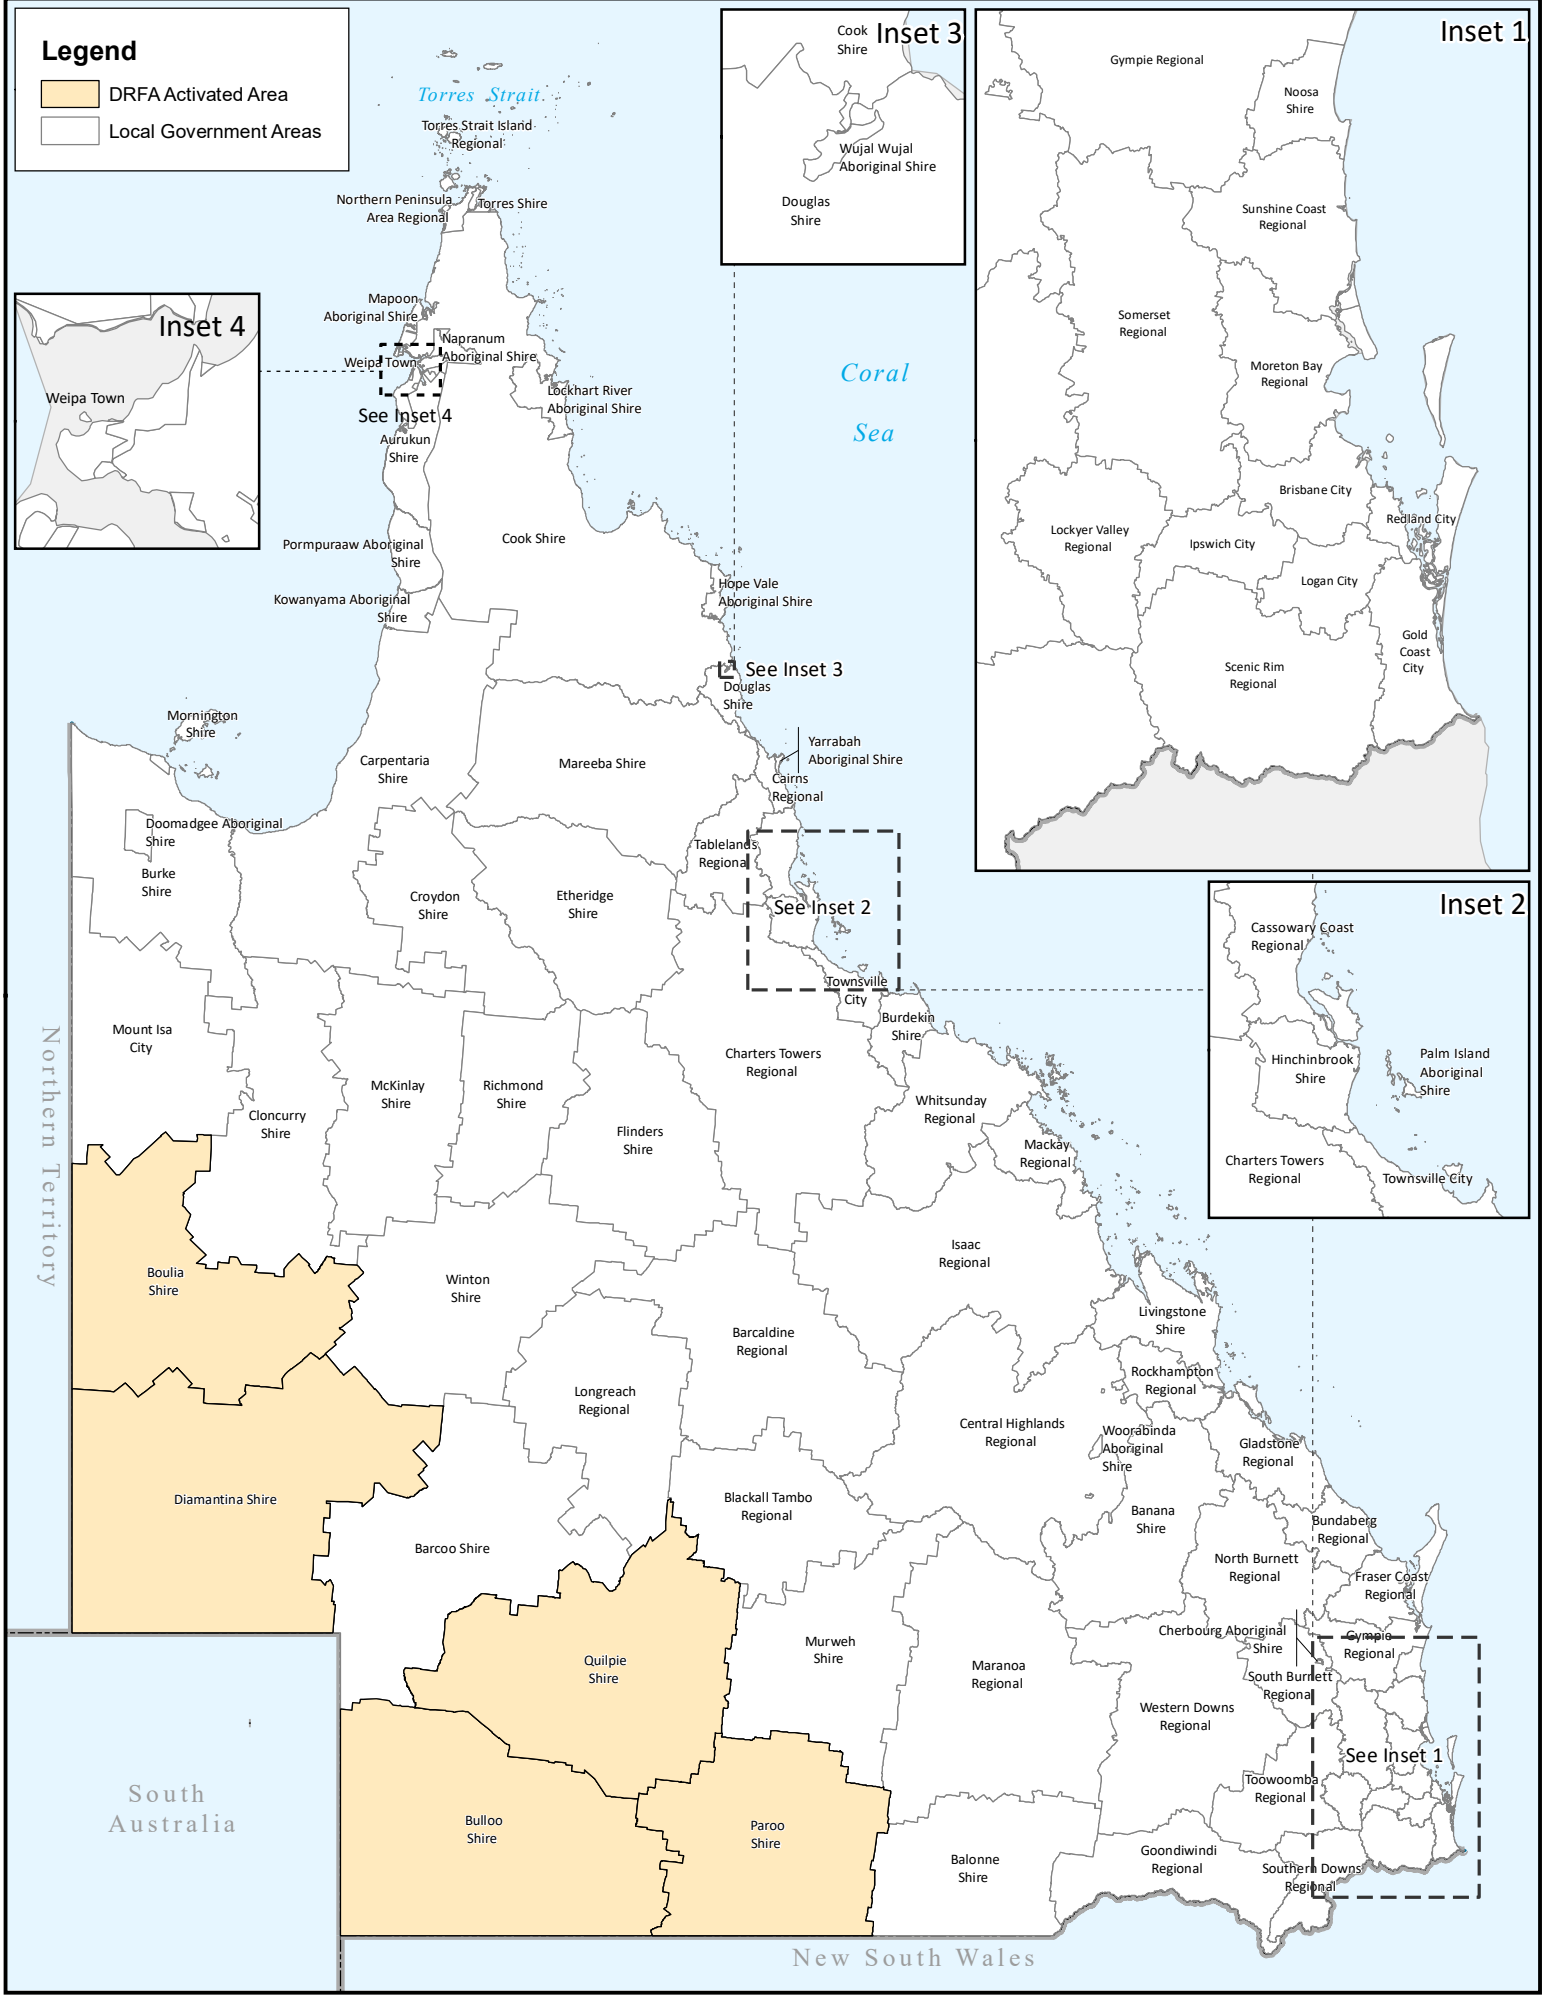 Legend
DRFA Activated Area
Local Government Areas
Inset 3
Cook
Shire
Wujal Wujal
Aboriginal Shire
Douglas
Shire
Inset 1
Gympie Regional
Noosa
Shire
Sunshine Coast
Regional
Somerset
Regional
Moreton Bay
Regional
Brisbane City
Redland City
Lockyer Valley
Regional
Ipswich City
Logan City
Gold
Coast
City
Scenic Rim
Regional
Inset 4
Weipa Town
Inset 2
Cassowary Coast
Regional
Hinchinbrook
Shire
Palm Island
Aboriginal
Shire
Charters Towers
Regional
Townsville City
Torres Strait
Torres Strait Island
Regional
Northern Peninsula
Area Regional
Torres Shire
Mapoon
Aboriginal Shire
Napranum
Aboriginal Shire
Weipa Town
See Inset 4
Lockhart River
Aboriginal Shire
Aurukun
Shire
Coral
Sea
Cook Shire
Pormpuraaw Aboriginal
Shire
Hope Vale
Aboriginal Shire
Kowanyama Aboriginal
Shire
See Inset 3
Douglas
Shire
Mornington
Shire
Yarrabah
Aboriginal Shire
Carpentaria
Shire
Mareeba Shire
Cairns
Regional
Doomadgee Aboriginal
Shire
Tablelands
Regional
Burke
Shire
Croydon
Shire
Etheridge
Shire
See Inset 2
Townsville
City
Burdekin
Shire
Mount Isa
City
Charters Towers
Regional
McKinlay
Shire
Richmond
Shire
Whitsunday
Regional
Cloncurry
Shire
Flinders
Shire
Mackay
Regional
Northern Territory
Isaac
Regional
Boulia
Shire
Winton
Shire
Livingstone
Shire
Barcaldine
Regional
Rockhampton
Regional
Longreach
Regional
Central Highlands
Regional
Woorabinda
Aboriginal
Shire
Gladstone
Regional
Diamantina Shire
Blackall Tambo
Regional
Banana
Shire
Bundaberg
Regional
Barcoo Shire
North Burnett
Regional
Fraser Coast
Regional
Cherbourg Aboriginal
Shire
Gympie
Regional
Murweh
Shire
Quilpie
Shire
Maranoa
Regional
South Burnett
Regional
Western Downs
Regional
See Inset 1
Toowoomba
Regional
South
Australia
Bulloo
Shire
Paroo
Shire
Balonne
Shire
Goondiwindi
Regional
Southern Downs
Regional
New South Wales